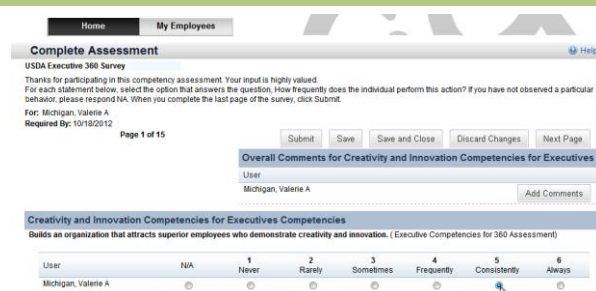 Home My Employees
Complete Assessment Help
USDA Executive 360 Survey
Thanks for participating in this competency assessment. Your input is highly valued.
For each statement below, select the option that answers the question, How frequently does the individual perform this action? If you have not observed a particular
behavior, please respond NA. When you complete the last page of the survey, click Submit.
For: Michigan, Valerie A
Required By: 10/18/2012
Page 1 of 15
Submit Save Save and Close Discard Changes Next Page
Overall Comments for Creativity and Innovation Competencies for Executives
User
Michigan, Valerie A Add Comments
Creativity and Innovation Competencies for Executives Competencies
Builds an organization that attracts superior employees who demonstrate creativity and innovation. ( Executive Competencies for 360 Assessment)
User N/A 1 Never 2 Rarely 3 Sometimes 4 Frequently 5 Consistently 6 Always
Michigan, Valerie A